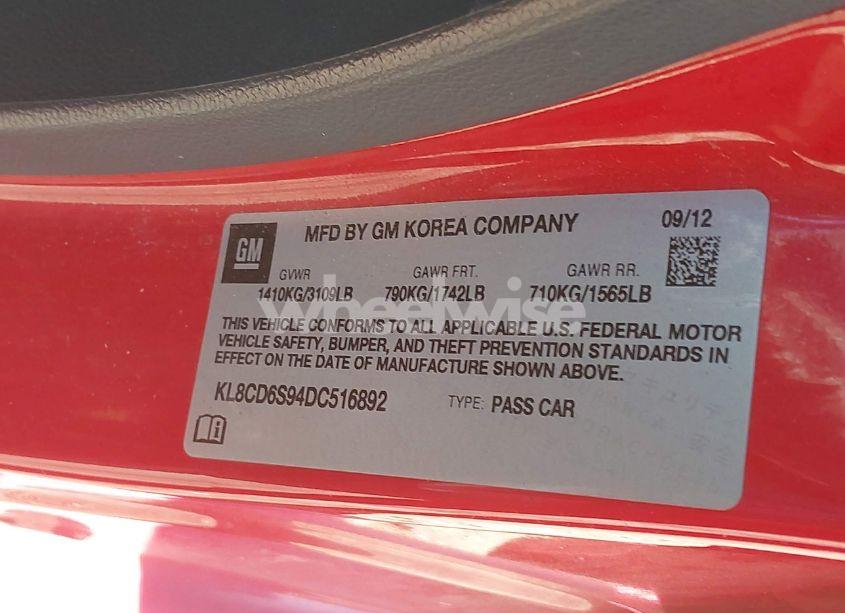 GM
MFD BY GM KOREA COMPANY
09/12
GVWR GAWR FRT. GAWR RR.
1410KG/3109LB 790KG/1742LB 710KG/1565LB
wheelwise
THIS VEHICLE CONFORMS TO ALL APPLICABLE U.S. FEDERAL MOTOR
VEHICLE SAFETY, BUMPER, AND THEFT PREVENTION STANDARDS IN
EFFECT ON THE DATE OF MANUFACTURE SHOWN ABOVE.
KL8CD6S94DC516892 TYPE: PASS CAR